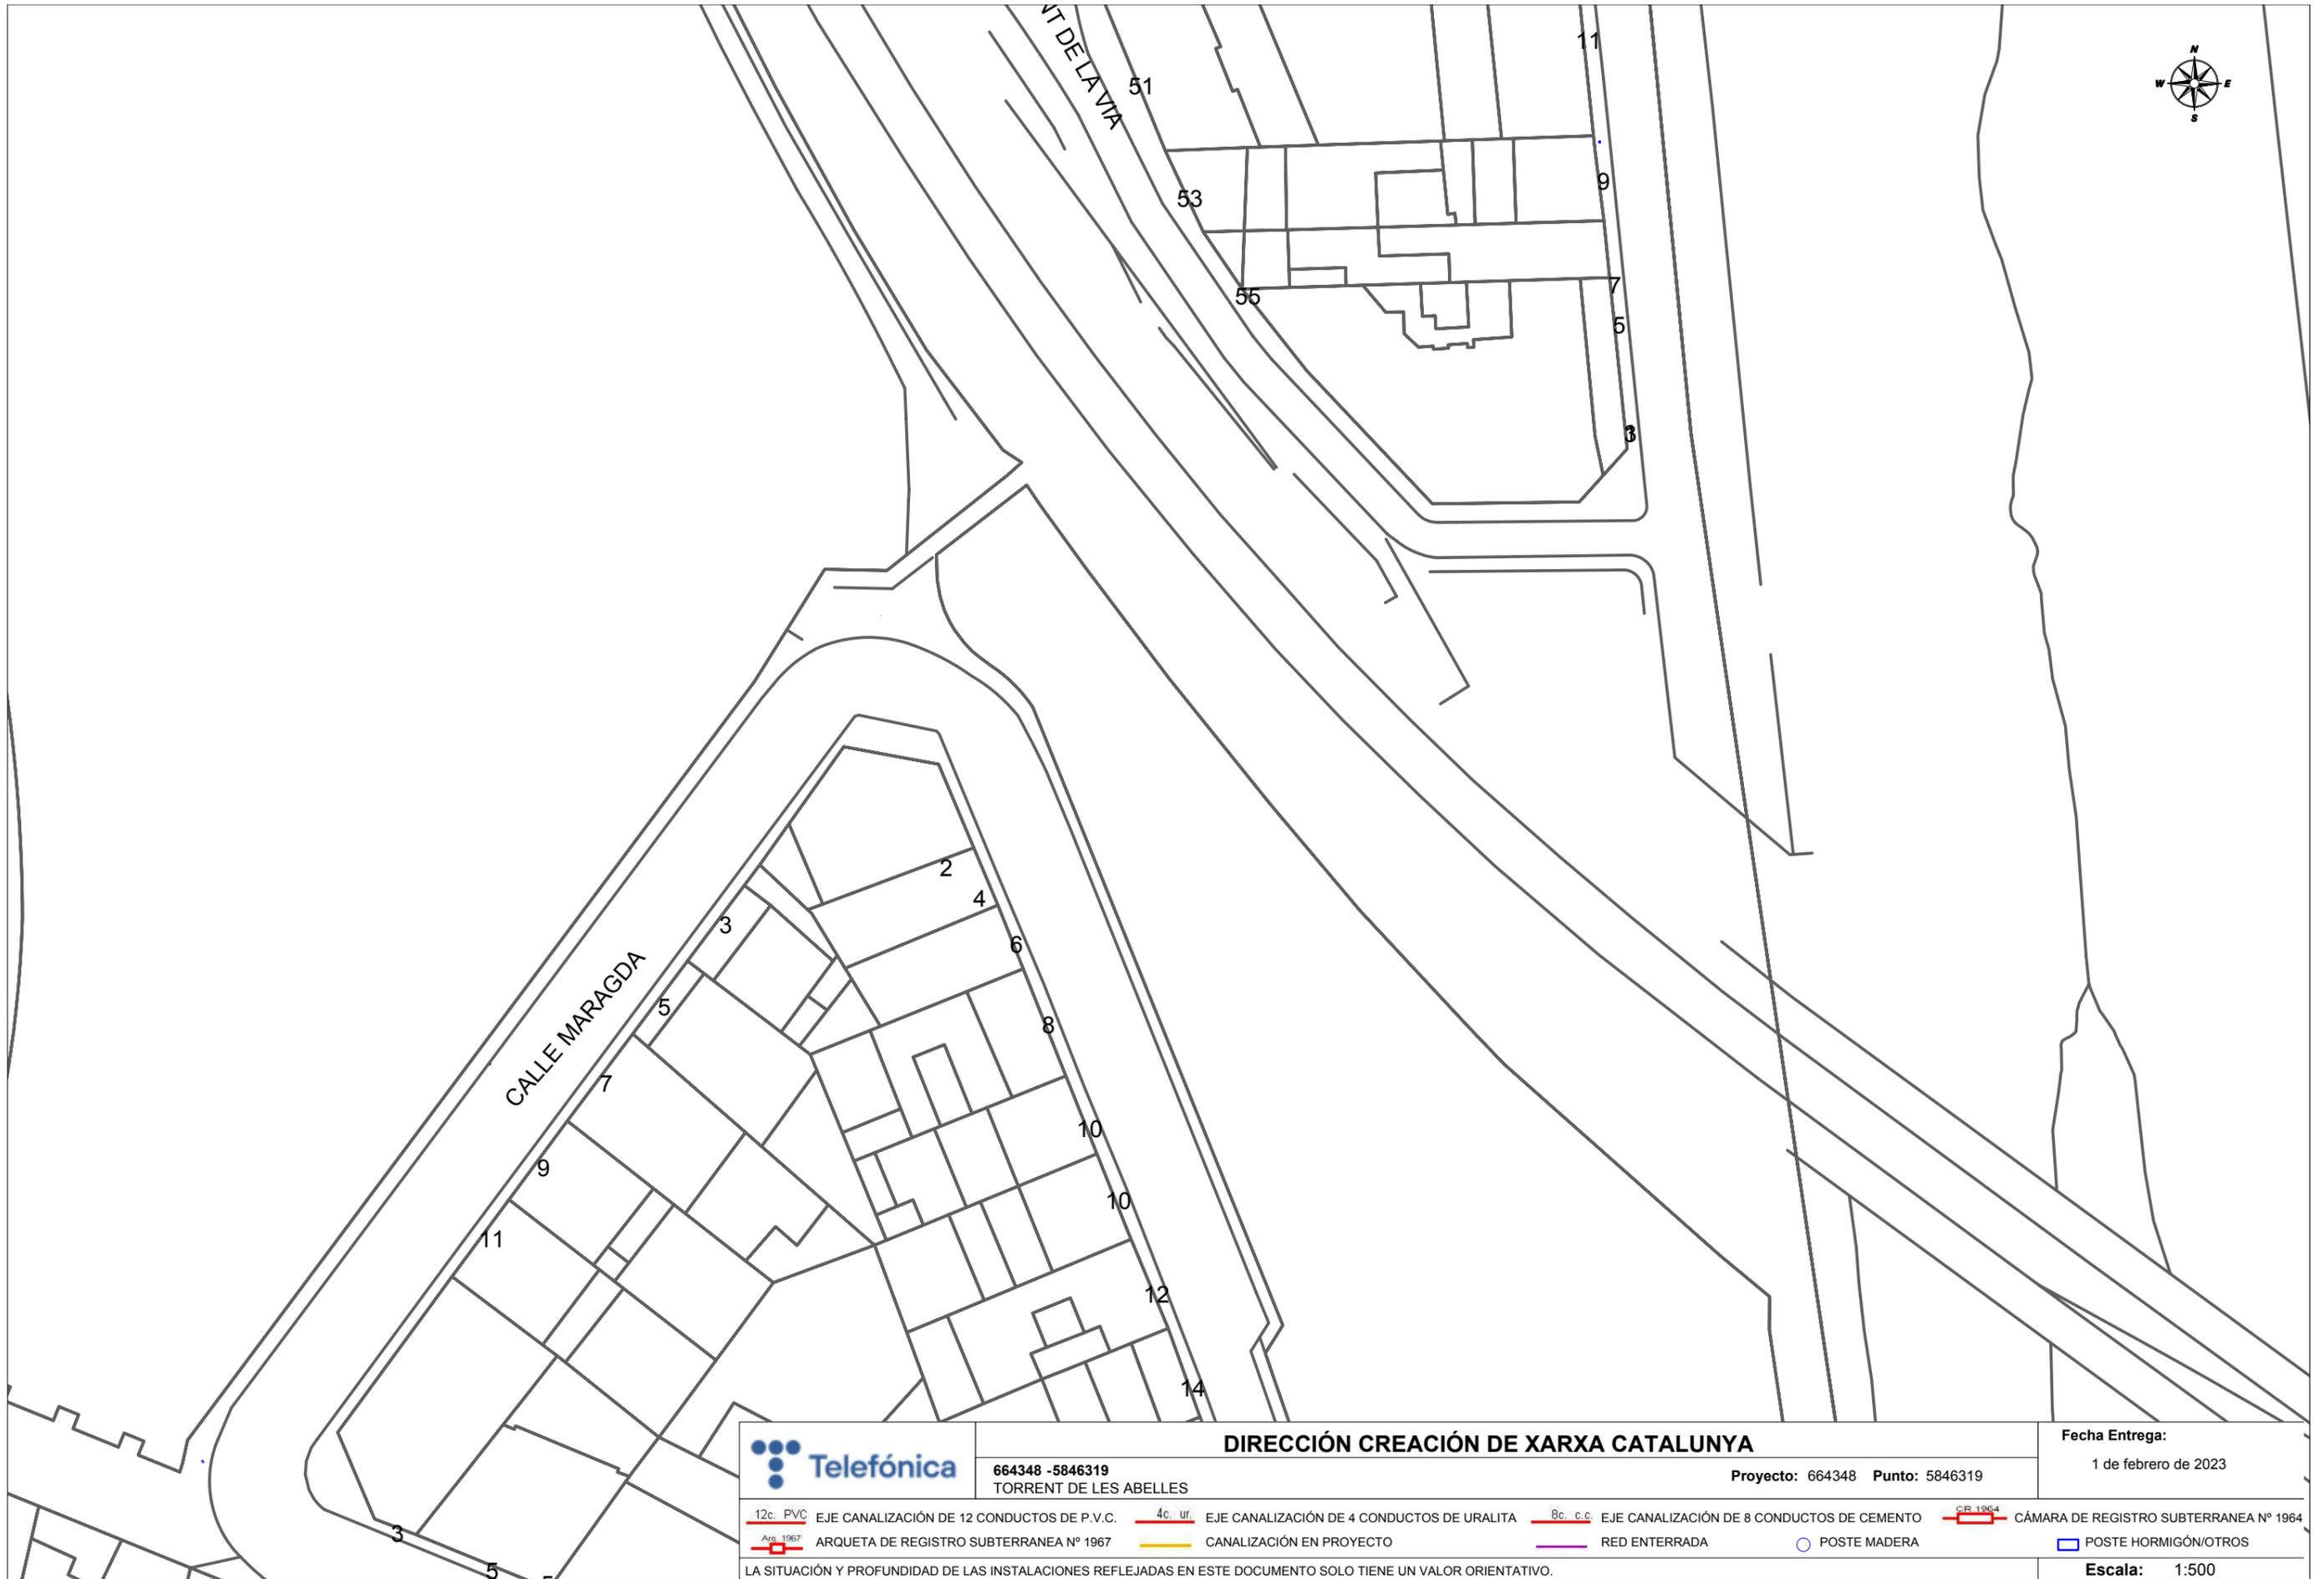 NT DE LA VIA
11
51
N
W
E
S
9
53
7
55
5
3
2
4
3
6
CALLE MARAGDA
5
8
7
10
9
10
11
12
14
3
5
Telefónica
DIRECCIÓN CREACIÓN DE XARXA CATALUNYA
664348 -5846319
TORRENT DE LES ABELLES
Proyecto: 664348 Punto: 5846319
Fecha Entrega:
1 de febrero de 2023
12c. PVC EJE CANALIZACIÓN DE 12 CONDUCTOS DE P.V.C. 4c. ur. EJE CANALIZACIÓN DE 4 CONDUCTOS DE URALITA 8c. c.c. EJE CANALIZACIÓN DE 8 CONDUCTOS DE CEMENTO CR.1964 CÁMARA DE REGISTRO SUBTERRANEA Nº 1964
Arq. 1967 ARQUETA DE REGISTRO SUBTERRANEA Nº 1967 CANALIZACIÓN EN PROYECTO RED ENTERRADA POSTE MADERA POSTE HORMIGÓN/OTROS
LA SITUACIÓN Y PROFUNDIDAD DE LAS INSTALACIONES REFLEJADAS EN ESTE DOCUMENTO SOLO TIENE UN VALOR ORIENTATIVO.
Escala: 1:500